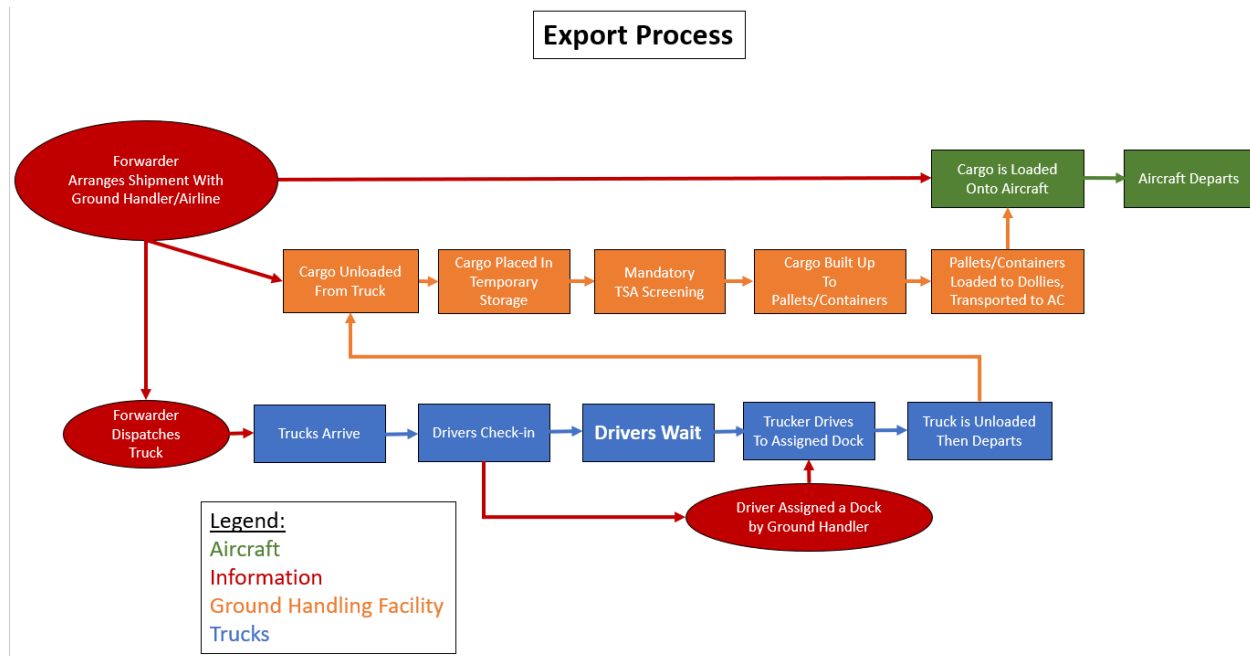 Export Process
Forwarder
Arranges Shipment With
Ground Handler/Airline
Cargo is Loaded
Onto Aircraft
Aircraft Departs
Cargo Unloaded
From Truck
Cargo Placed In
Temporary
Storage
Mandatory
TSA Screening
Cargo Built Up
To
Pallets/Containers
Pallets/Containers
Loaded to Dollies,
Transported to AC
Forwarder
Dispatches
Truck
Trucks Arrive
Drivers Check-in
Drivers Wait
Trucker Drives
To Assigned Dock
Truck is Unloaded
Then Departs
Driver Assigned a Dock
by Ground Handler
Legend:
Aircraft
Information
Ground Handling Facility
Trucks